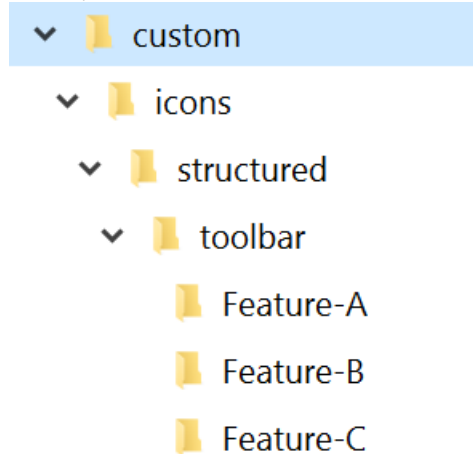 custom
icons
structured
toolbar
Feature-A
Feature-B
Feature-C